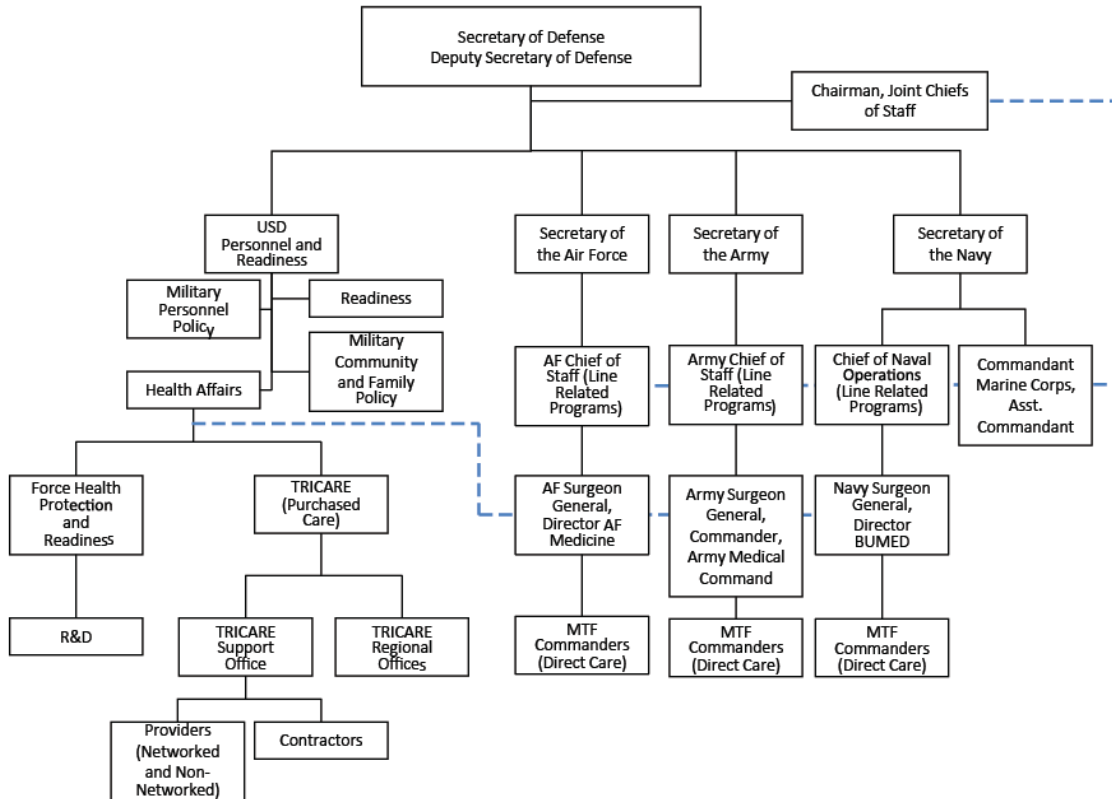 Secretary of Defense
Deputy Secretary of Defense
Chairman, Joint Chiefs
of Staff
USD
Personnel and
Readiness
Secretary of
the Air Force
Secretary of
the Army
Secretary of
the Navy
Military
Personnel
Policy
Readiness
Military
Community
and Family
Policy
Health Affairs
AF Chief of
Staff (Line
Related
Programs)
Army Chief of
Staff (Line
Related
Programs)
Chief of Naval
Operations
(Line Related
Programs)
Commandant
Marine Corps,
Asst.
Commandant
Force Health
Protection
and
Readiness
TRICARE
(Purchased
Care)
AF Surgeon
General,
Director AF
Medicine
Army Surgeon
General,
Commander,
Army Medical
Command
Navy Surgeon
General,
Director
BUMED
R&D
TRICARE
Support
Office
TRICARE
Regional
Offices
MTF
Commanders
(Direct Care)
MTF
Commanders
(Direct Care)
MTF
Commanders
(Direct Care)
Providers
(Networked
and Non-
Networked)
Contractors